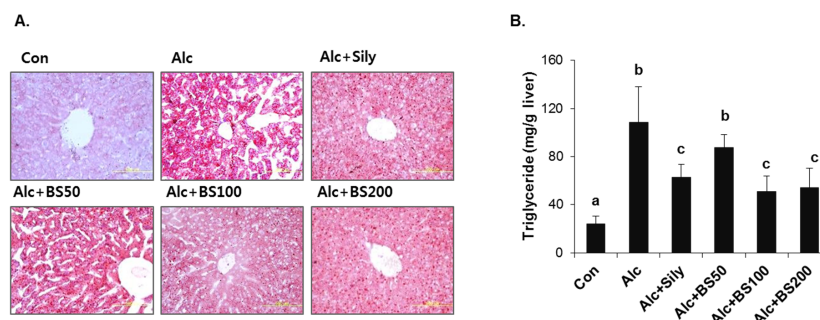 A.
Con
Alc
Alc+Sily
Alc+BS50
Alc+BS100
Alc+BS200
B.
Triglyceride (mg/g liver)
160
120
80
40
0
a
b
c
b
c
c
Con
Alc
Alc+Sily
Alc+BS50
Alc+BS100
Alc+BS200